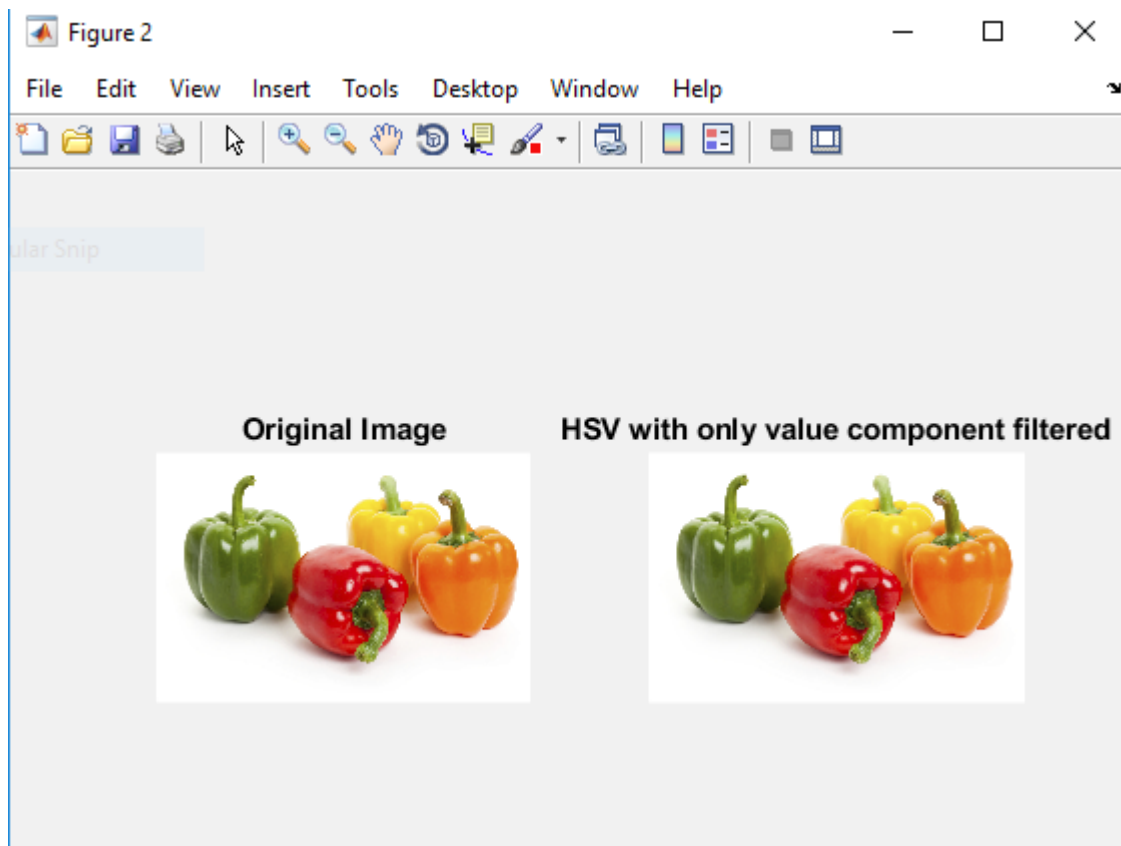 Figure 2
File Edit View Insert Tools Desktop Window Help
ular Snip
Original Image HSV with only value component filtered